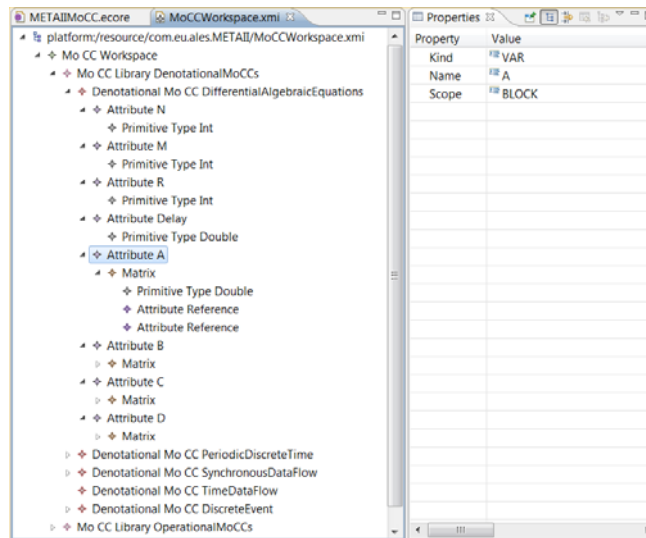 METAIIMoCC.ecore
MoCCWorkspace.xmi
platform:/resource/com.eu.ales.METAII/MoCCWorkspace.xmi
Mo CC Workspace
Mo CC Library DenotationalMoCCs
Denotational Mo CC DifferentialAlgebraicEquations
Attribute N
Primitive Type Int
Attribute M
Primitive Type Int
Attribute R
Primitive Type Int
Attribute Delay
Primitive Type Double
Attribute A
Matrix
Primitive Type Double
Attribute Reference
Attribute Reference
Attribute B
Matrix
Attribute C
Matrix
Attribute D
Matrix
Denotational Mo CC PeriodicDiscreteTime
Denotational Mo CC SynchronousDataFlow
Denotational Mo CC TimeDataFlow
Denotational Mo CC DiscreteEvent
Mo CC Library OperationalMoCCs
Properties
Property Value
Kind VAR
Name A
Scope BLOCK